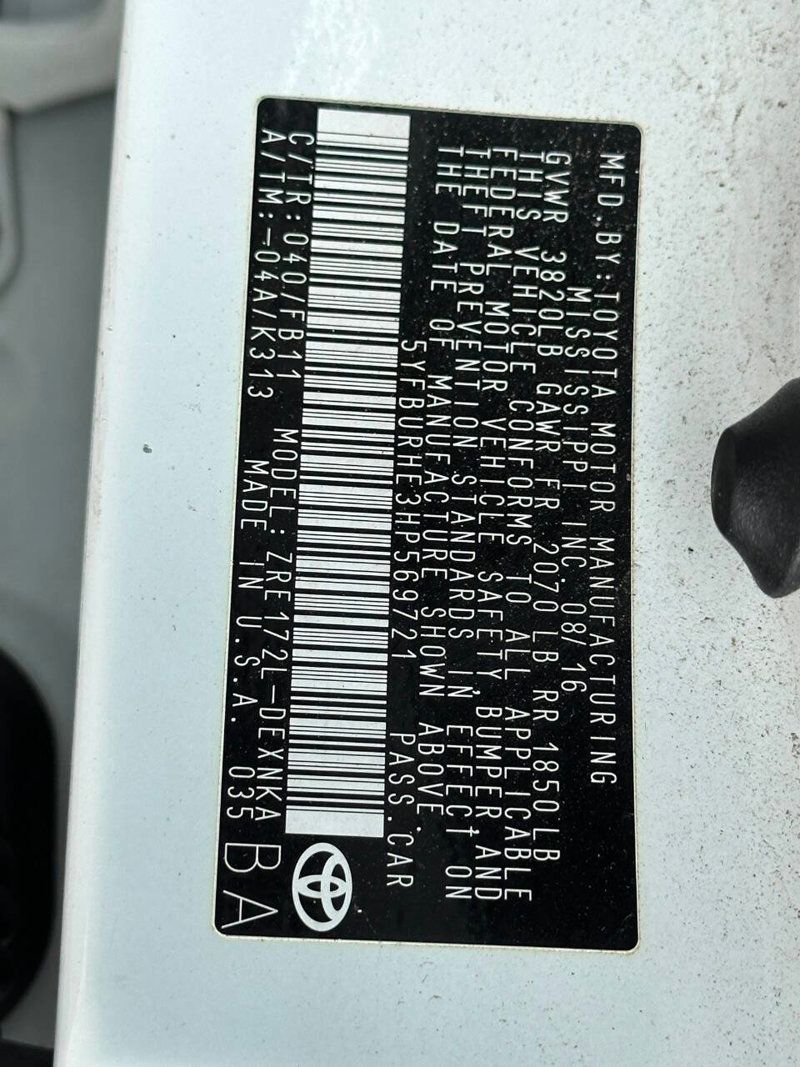 MFD.BY:TOYOTA MOTOR MANUFACTURING
MISSISSIPPI INC.08/16
GVWR 3820LB GAWR FR 2070 LB RR 1850LB
THIS VEHICLE CONFORMS TO ALL APPLICABLE
FEDERAL MOTOR VEHICLE SAFETY,BUMPER,AND
THEFT PREVENTION STANDARDS IN EFFECT ON
THE DATE OF MANUFACTURE SHOWN ABOVE.
5YFBURHE3HP569721 PASS.CAR
C/TR:040/FB11 MODEL:ZRE172L-DEXNKA
A/TM:-04A/K313 MADE IN U.S.A. 035
BA